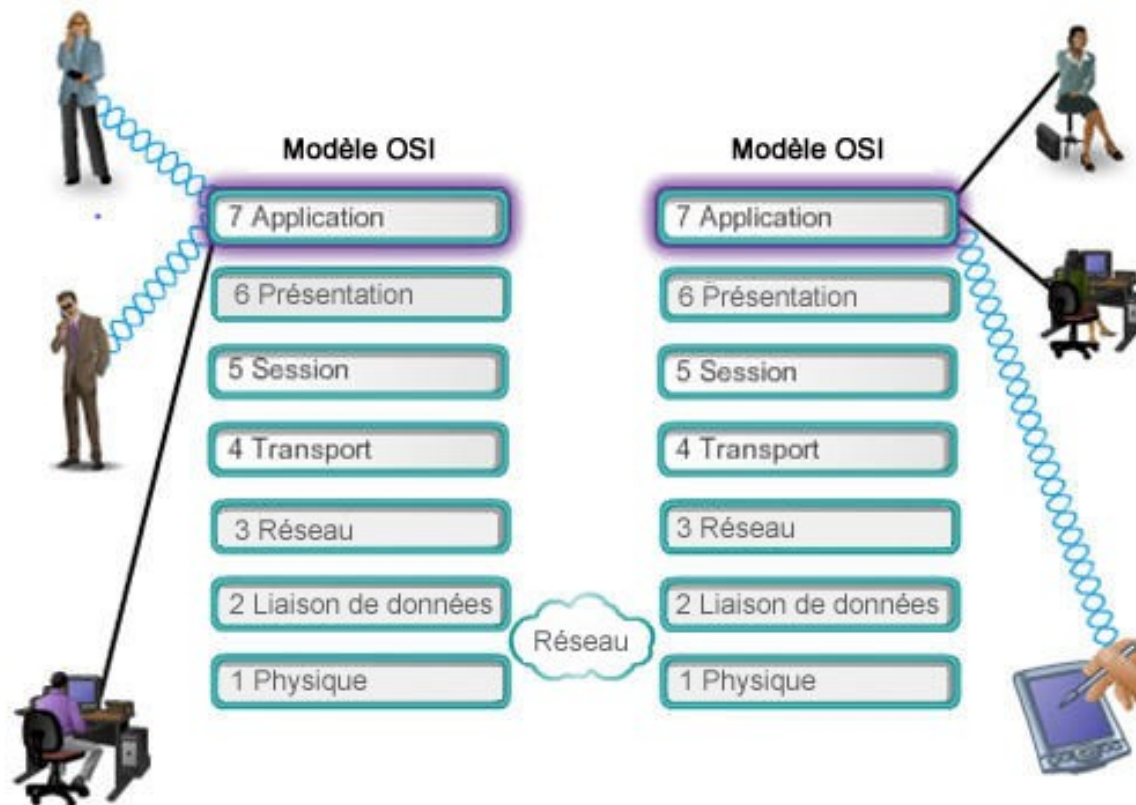 Modèle OSI
7 Application
6 Présentation
5 Session
4 Transport
3 Réseau
2 Liaison de données
1 Physique
Réseau
Modèle OSI
7 Application
6 Présentation
5 Session
4 Transport
3 Réseau
2 Liaison de données
1 Physique